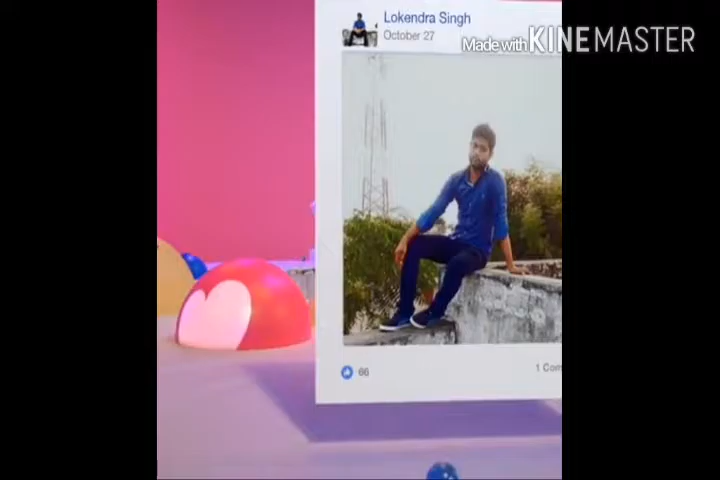 Lokendra Singh
October 27
Made with KINEMASTER
66
1 Com